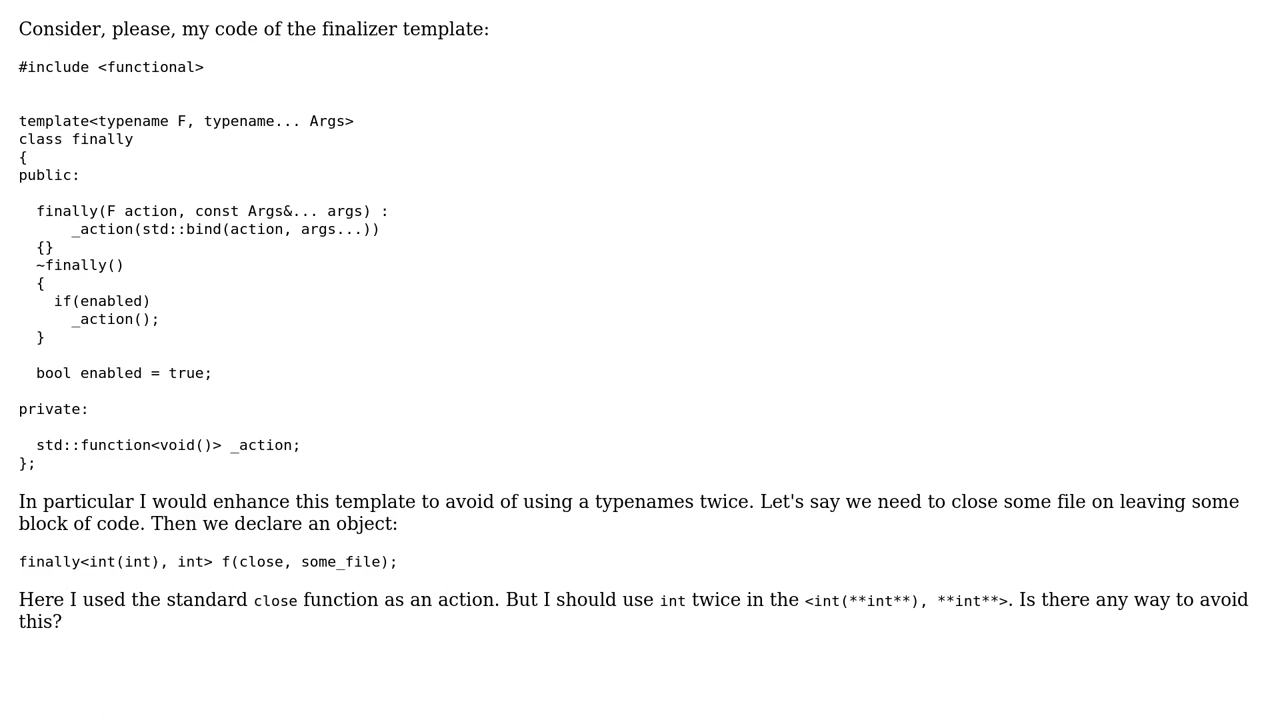 Consider, please, my code of the finalizer template:
#include <functional>
template<typename F, typename... Args>
class finally
{
public:
finally(F action, const Args&... args) :
_action(std::bind(action, args...))
{}
~finally()
{
if(enabled)
_action();
}
bool enabled = true;
private:
std::function<void()> _action;
};
In particular I would enhance this template to avoid of using a typenames twice. Let's say we need to close some file on leaving some
block of code. Then we declare an object:
finally<int(int), int> f(close, some_file);
Here I used the standard close function as an action. But I should use int twice in the <int(**int**), **int**>. Is there any way to avoid
this?